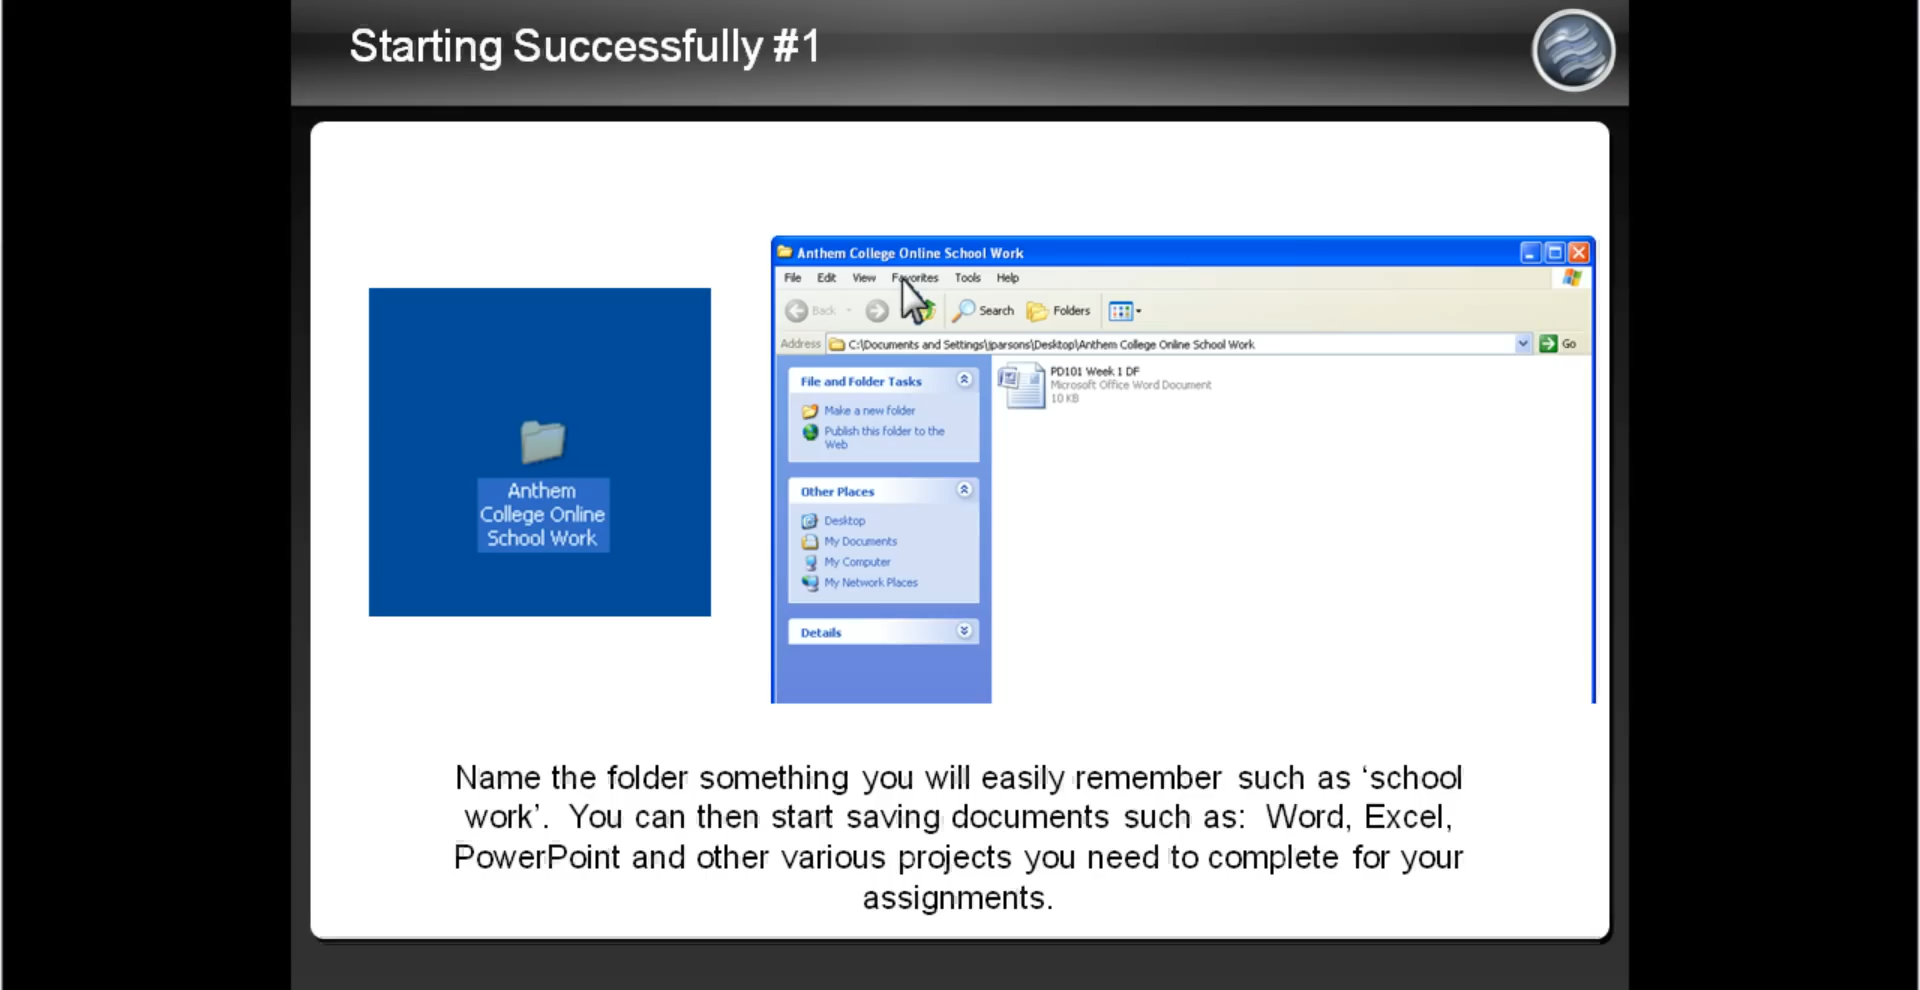 Starting Successfully #1
Anthem
College Online
School Work
Anthem College Online School Work
File Edit View Favorites Tools Help
Back Search Folders
Address C:\Documents and Settings\jparsons\Desktop\Anthem College Online School Work Go
File and Folder Tasks
Make a new folder
Publish this folder to the
Web
Other Places
Desktop
My Documents
My Computer
My Network Places
Details
PD101 Week 1 DF
Microsoft Office Word Document
10 KB
Name the folder something you will easily remember such as ‘school
work’. You can then start saving documents such as: Word, Excel,
PowerPoint and other various projects you need to complete for your
assignments.